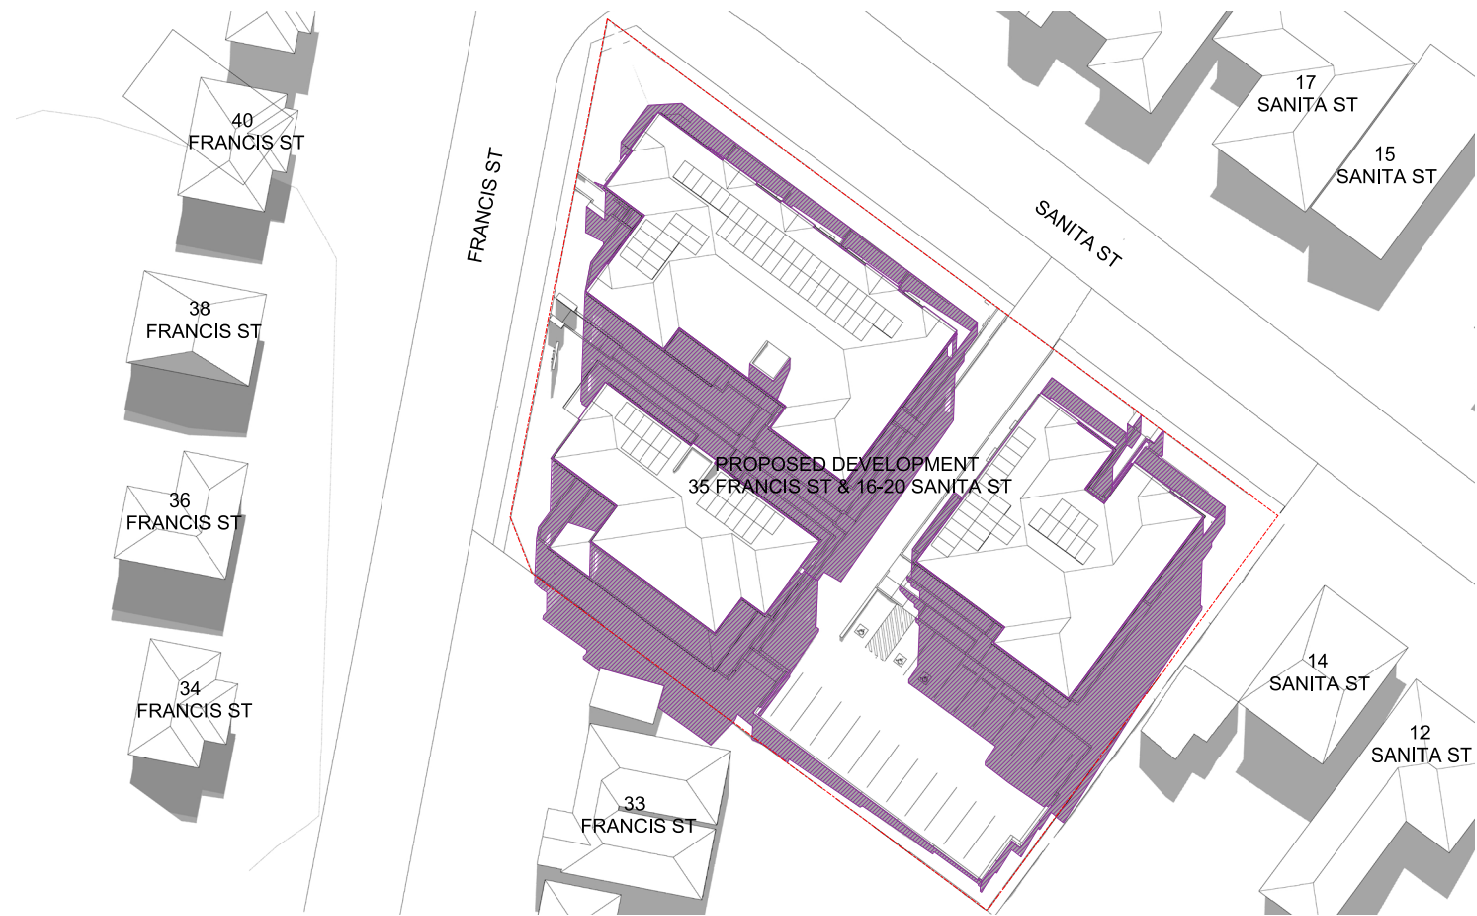 17
SANITA ST
40
FRANCIS ST
15
SANITA ST
FRANCIS ST
SANITA ST
38
FRANCIS ST
PROPOSED DEVELOPMENT
35 FRANCIS ST & 16-20 SANITA ST
36
FRANCIS ST
14
SANITA ST
34
FRANCIS ST
12
SANITA ST
33
FRANCIS ST